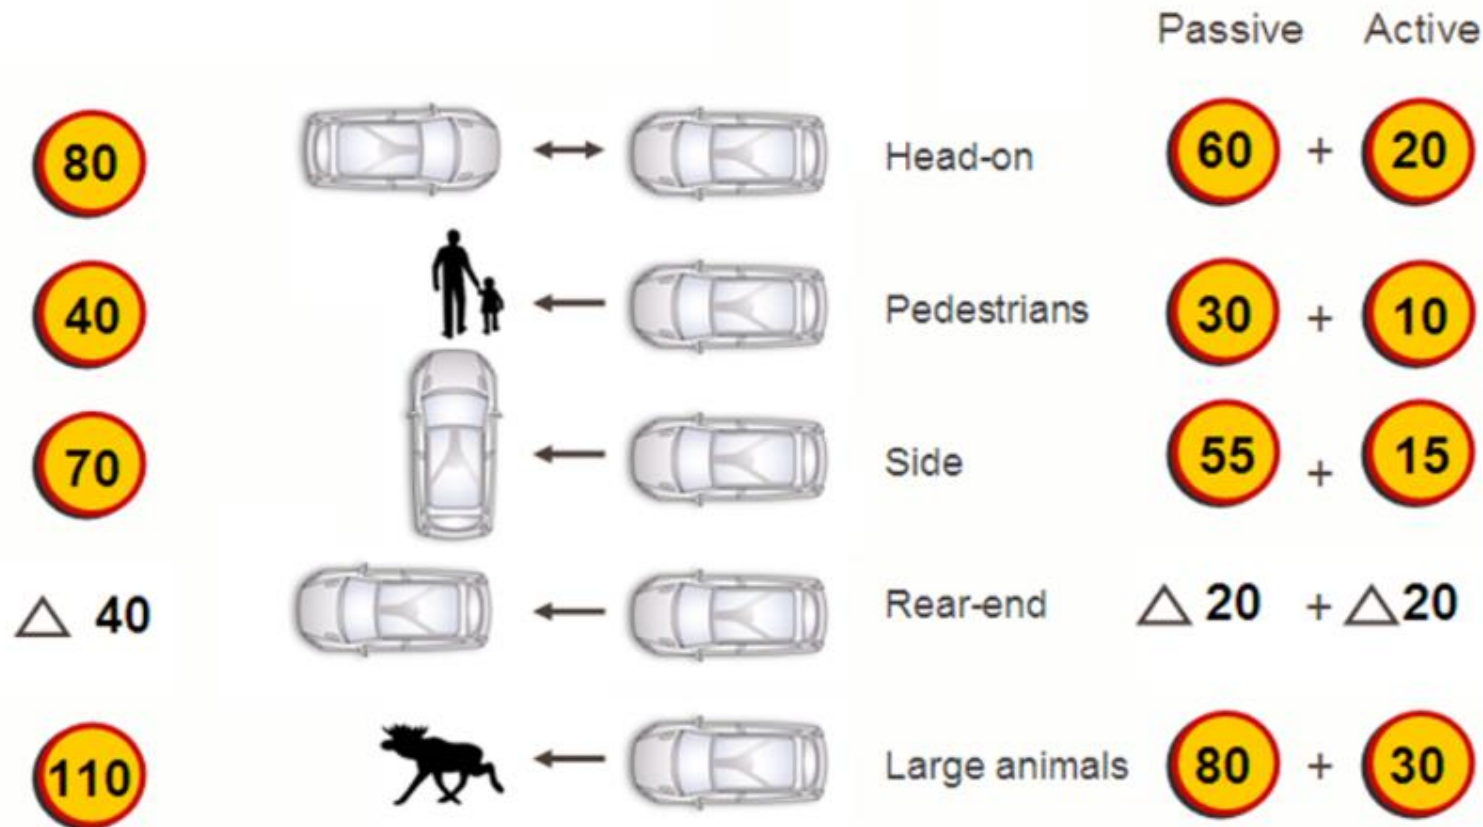 Passive Active
80 Head-on 60 + 20
40 Pedestrians 30 + 10
70 Side 55 + 15
△ 40 Rear-end △ 20 + △ 20
110 Large animals 80 + 30